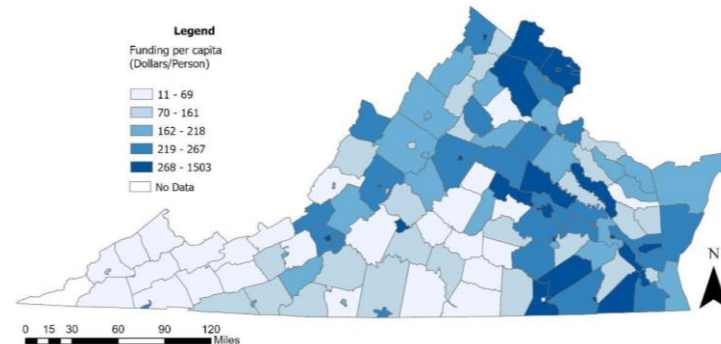 Legend
Funding per capita
(Dollars/Person)
11 - 69
70 - 161
162 - 218
219 - 267
268 - 1503
No Data
N
0 15 30 60 90 120
Miles